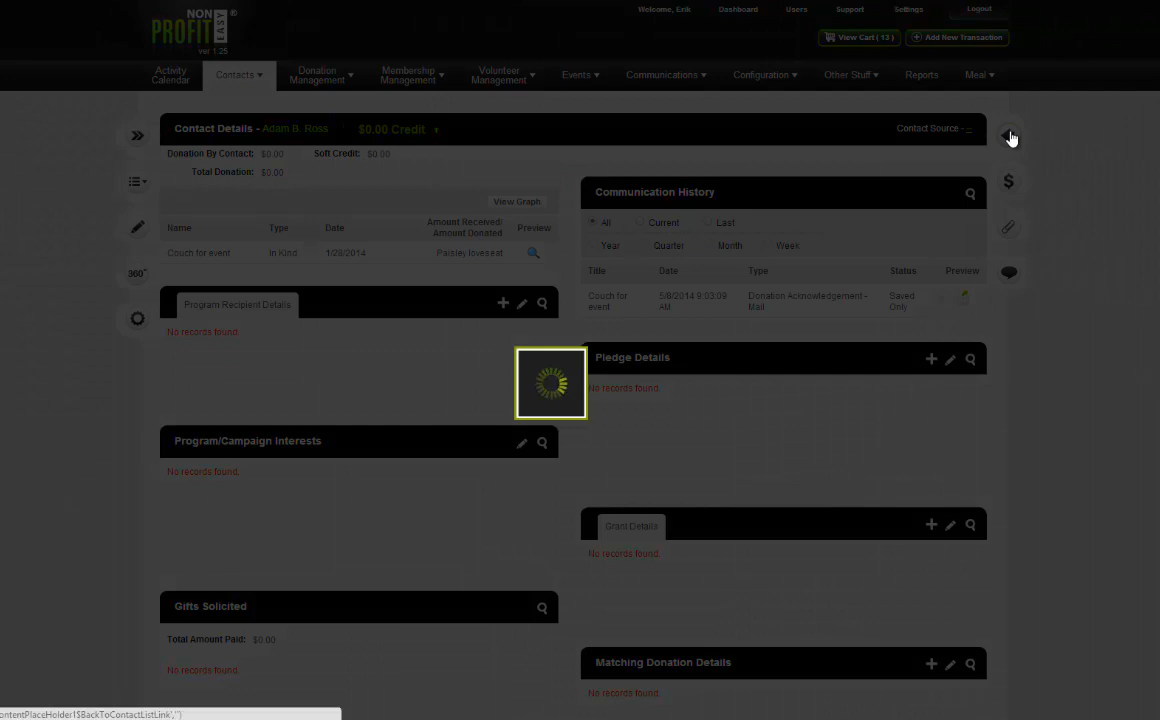 NON
PROFIT EASY ®
ver 1.25
Welcome, Erik Dashboard Users Support Settings Logout
View Cart ( 13 ) Add New Transaction
Activity Calendar Contacts Donation Management Membership Management Volunteer Management Events Communications Configuration Other Stuff Reports Meal
Contact Details - Adam B. Ross $0.00 Credit Contact Source - --
Donation By Contact: $0.00 Soft Credit: $0.00
Total Donation: $0.00
View Graph
Name Type Date Amount Received/ Amount Donated Preview
Couch for event In Kind 1/28/2014 Paisley loveseat
360°
Program Recipient Details
No records found.
Program/Campaign Interests
No records found.
Gifts Solicited
Total Amount Paid: $0.00
No records found.
Communication History
All Current Last
Year Quarter Month Week
Title Date Type Status Preview
Couch for event 5/8/2014 9:03:09 AM Donation Acknowledgement - Mail Saved Only
Pledge Details
No records found.
Grant Details
No records found.
Matching Donation Details
No records found.
$
ontentPlaceHolder1$BackToContactListLink','')